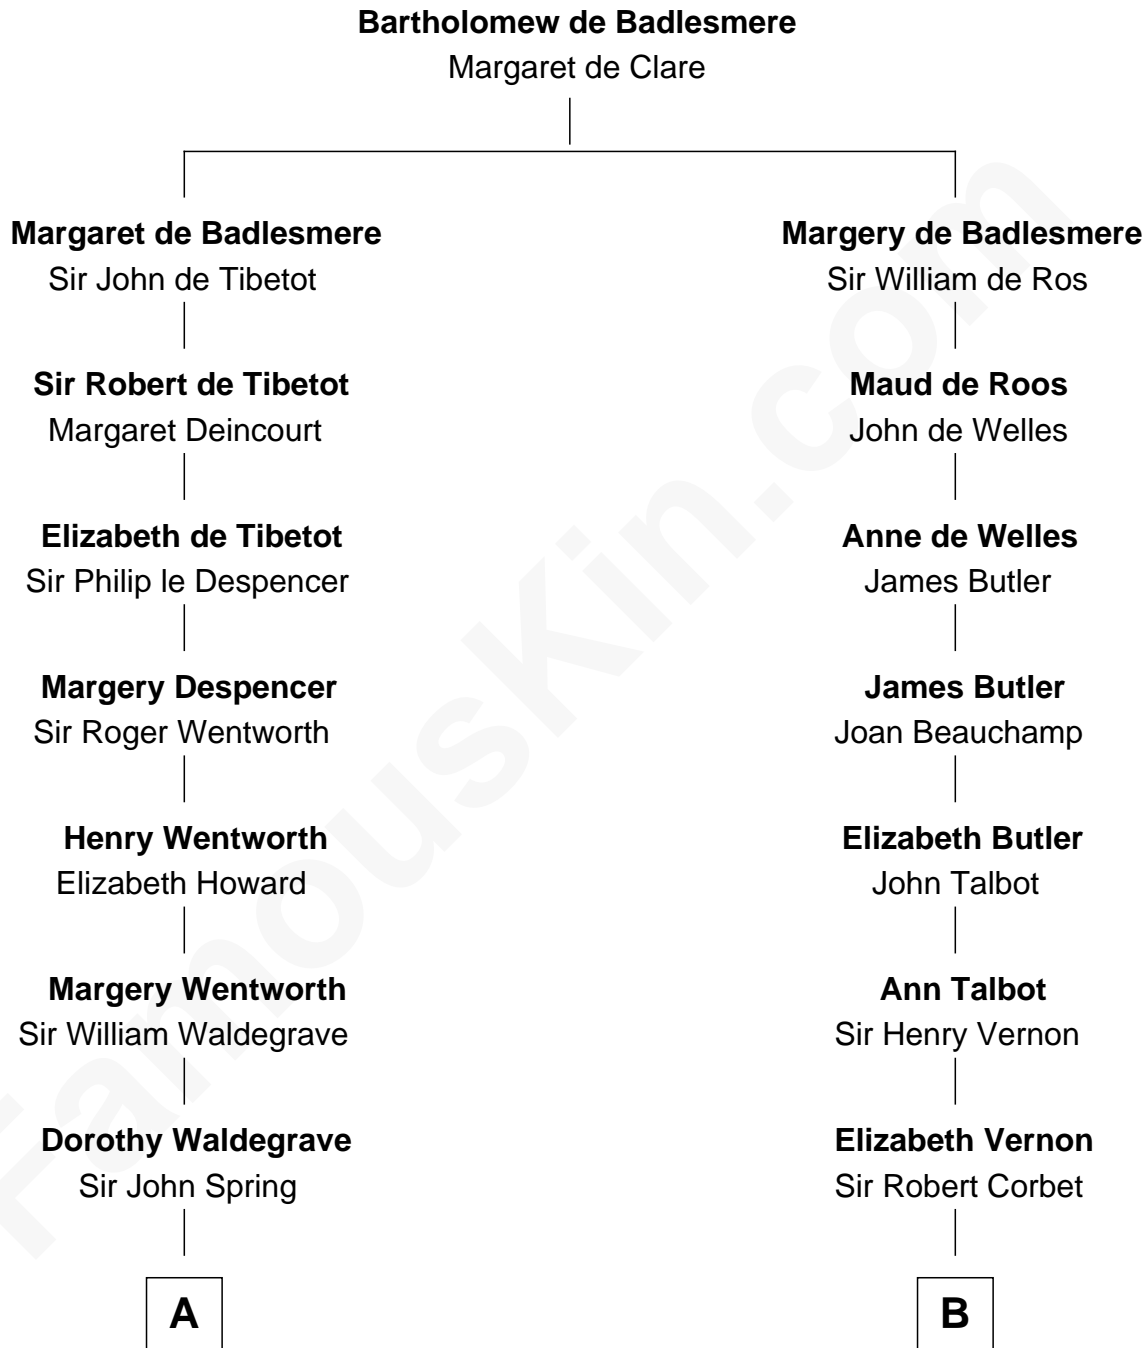 Bartholomew de Badlesmere
Margaret de Clare
Margaret de Badlesmere
Sir John de Tibetot
Margery de Badlesmere
Sir William de Ros
Sir Robert de Tibetot
Margaret Deincourt
Maud de Roos
John de Welles
Elizabeth de Tibetot
Sir Philip le Despencer
Anne de Welles
James Butler
Margery Despencer
Sir Roger Wentworth
James Butler
Joan Beauchamp
Henry Wentworth
Elizabeth Howard
Elizabeth Butler
John Talbot
Margery Wentworth
Sir William Waldegrave
Ann Talbot
Sir Henry Vernon
Dorothy Waldegrave
Sir John Spring
Elizabeth Vernon
Sir Robert Corbet
A
B
FamousKin.com